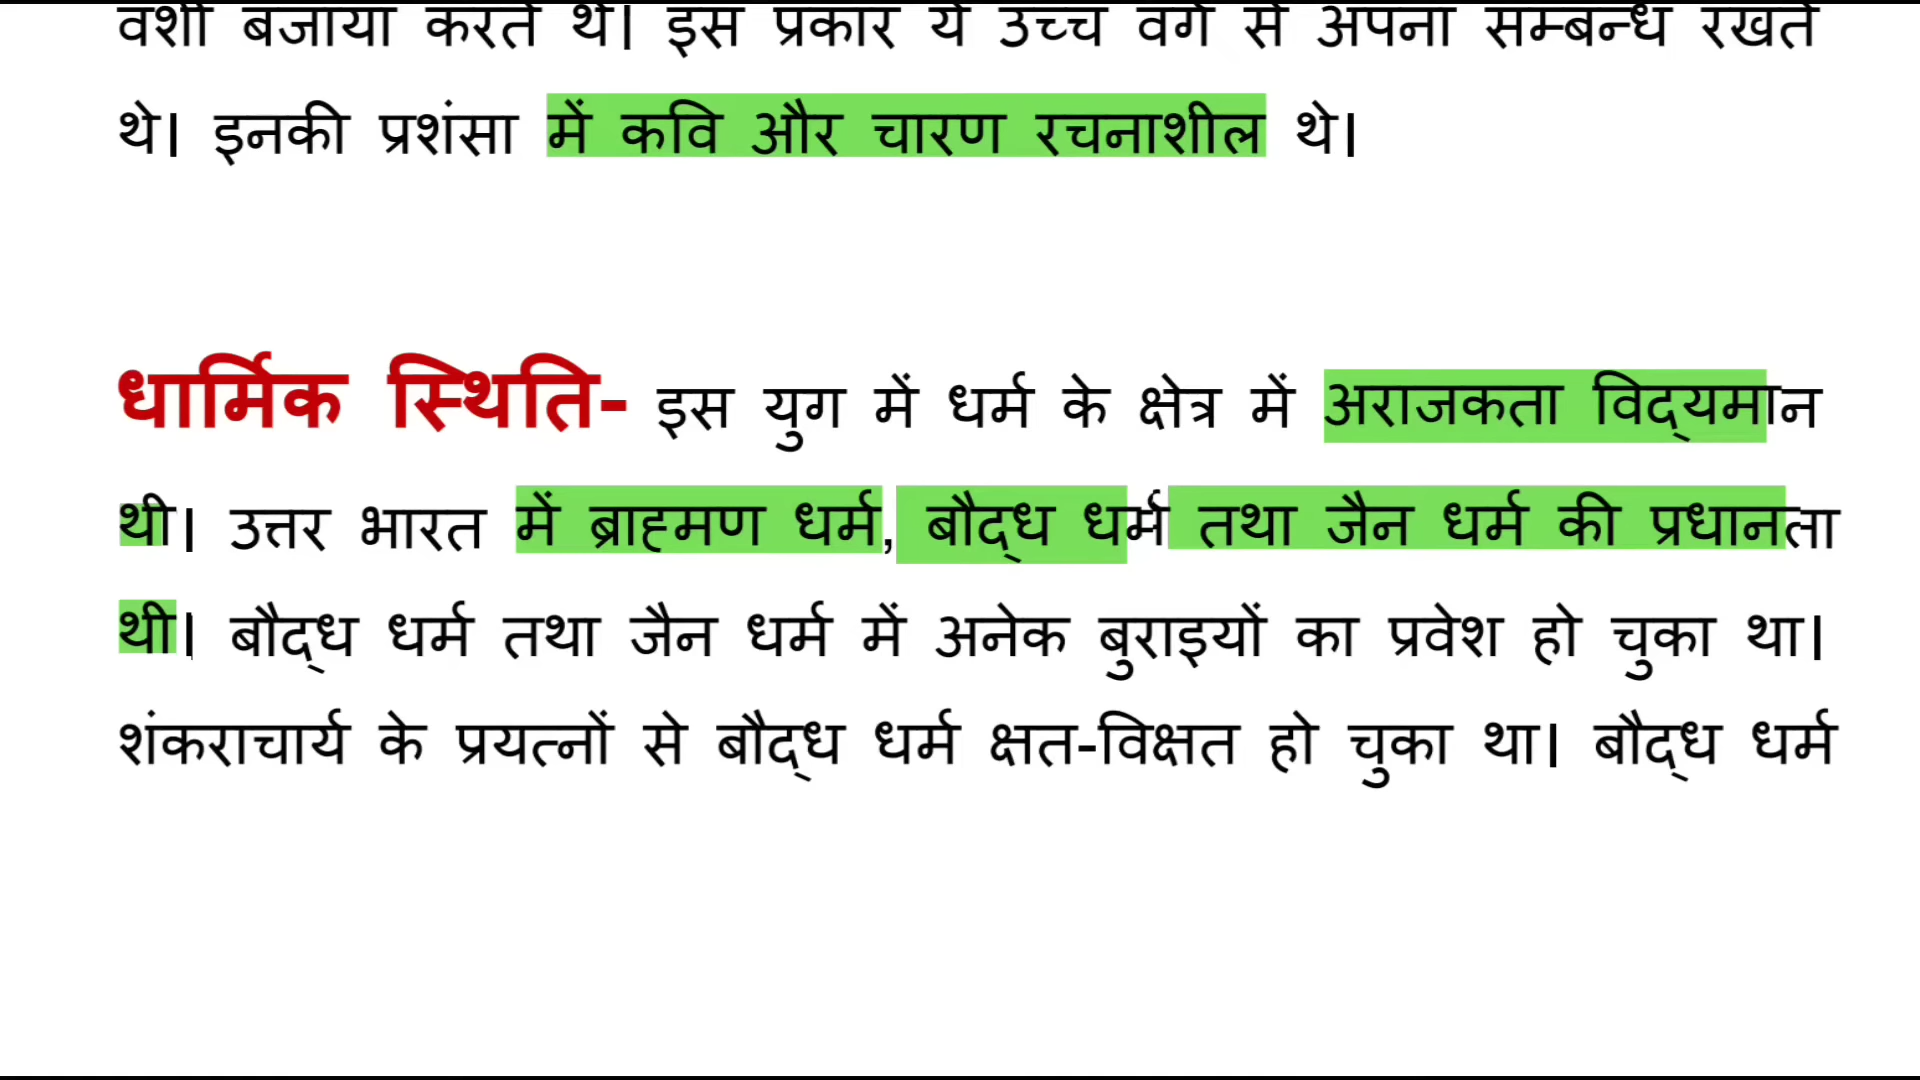 वंशी बजाया करते थे। इस प्रकार ये उच्च वर्ग से अपना सम्बन्ध रखते
थे। इनकी प्रशंसा में कवि और चारण रचनाशील थे।
धार्मिक स्थिति- इस युग में धर्म के क्षेत्र में अराजकता विद्यमान
थी। उत्तर भारत में ब्राह्मण धर्म, बौद्ध धर्म तथा जैन धर्म की प्रधानता
थी। बौद्ध धर्म तथा जैन धर्म में अनेक बुराइयों का प्रवेश हो चुका था।
शंकराचार्य के प्रयत्नों से बौद्ध धर्म क्षत-विक्षत हो चुका था। बौद्ध धर्म